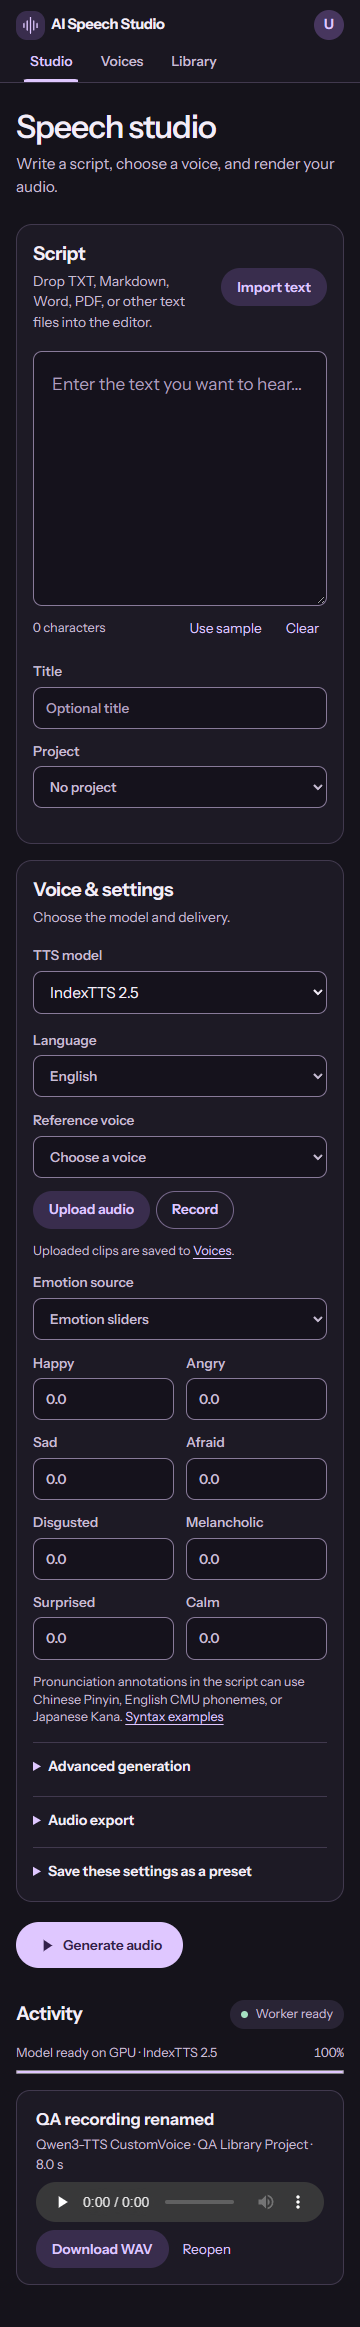 AI Speech Studio
U
Studio
Voices
Library
Speech studio
Write a script, choose a voice, and render your
audio.
Script
Drop TXT, Markdown,
Word, PDF, or other text
files into the editor.
Import text
Enter the text you want to hear...
0 characters
Use sample
Clear
Title
Optional title
Project
No project
Voice & settings
Choose the model and delivery.
TTS model
IndexTTS 2.5
Language
English
Reference voice
Choose a voice
Upload audio
Record
Uploaded clips are saved to Voices.
Emotion source
Emotion sliders
Happy
Angry
0.0
0.0
Sad
Afraid
0.0
0.0
Disgusted
Melancholic
0.0
0.0
Surprised
Calm
0.0
0.0
Pronunciation annotations in the script can use
Chinese Pinyin, English CMU phonemes, or
Japanese Kana. Syntax examples
Advanced generation
Audio export
Save these settings as a preset
Generate audio
Activity
Worker ready
Model ready on GPU · IndexTTS 2.5
100%
QA recording renamed
Qwen3-TTS CustomVoice · QA Library Project ·
8.0 s
0:00 / 0:00
Download WAV
Reopen